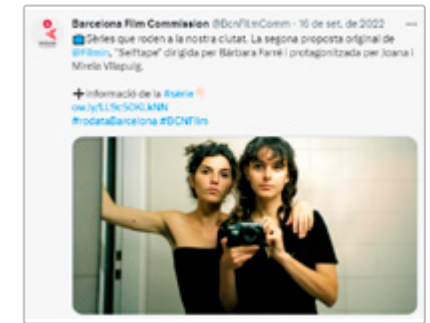 Barcelona Film Commission @BcnFilmComm · 16 de set. de 2022
Sèries que roden a la nostra ciutat. La segona proposta original de
@Filmin, "Selftape" dirigida per Bàrbara Farré i protagonitzada per Joana i
Mireia Vilapuig.
informació de la #sèrie
#rodataBarcelona #BCNFilm